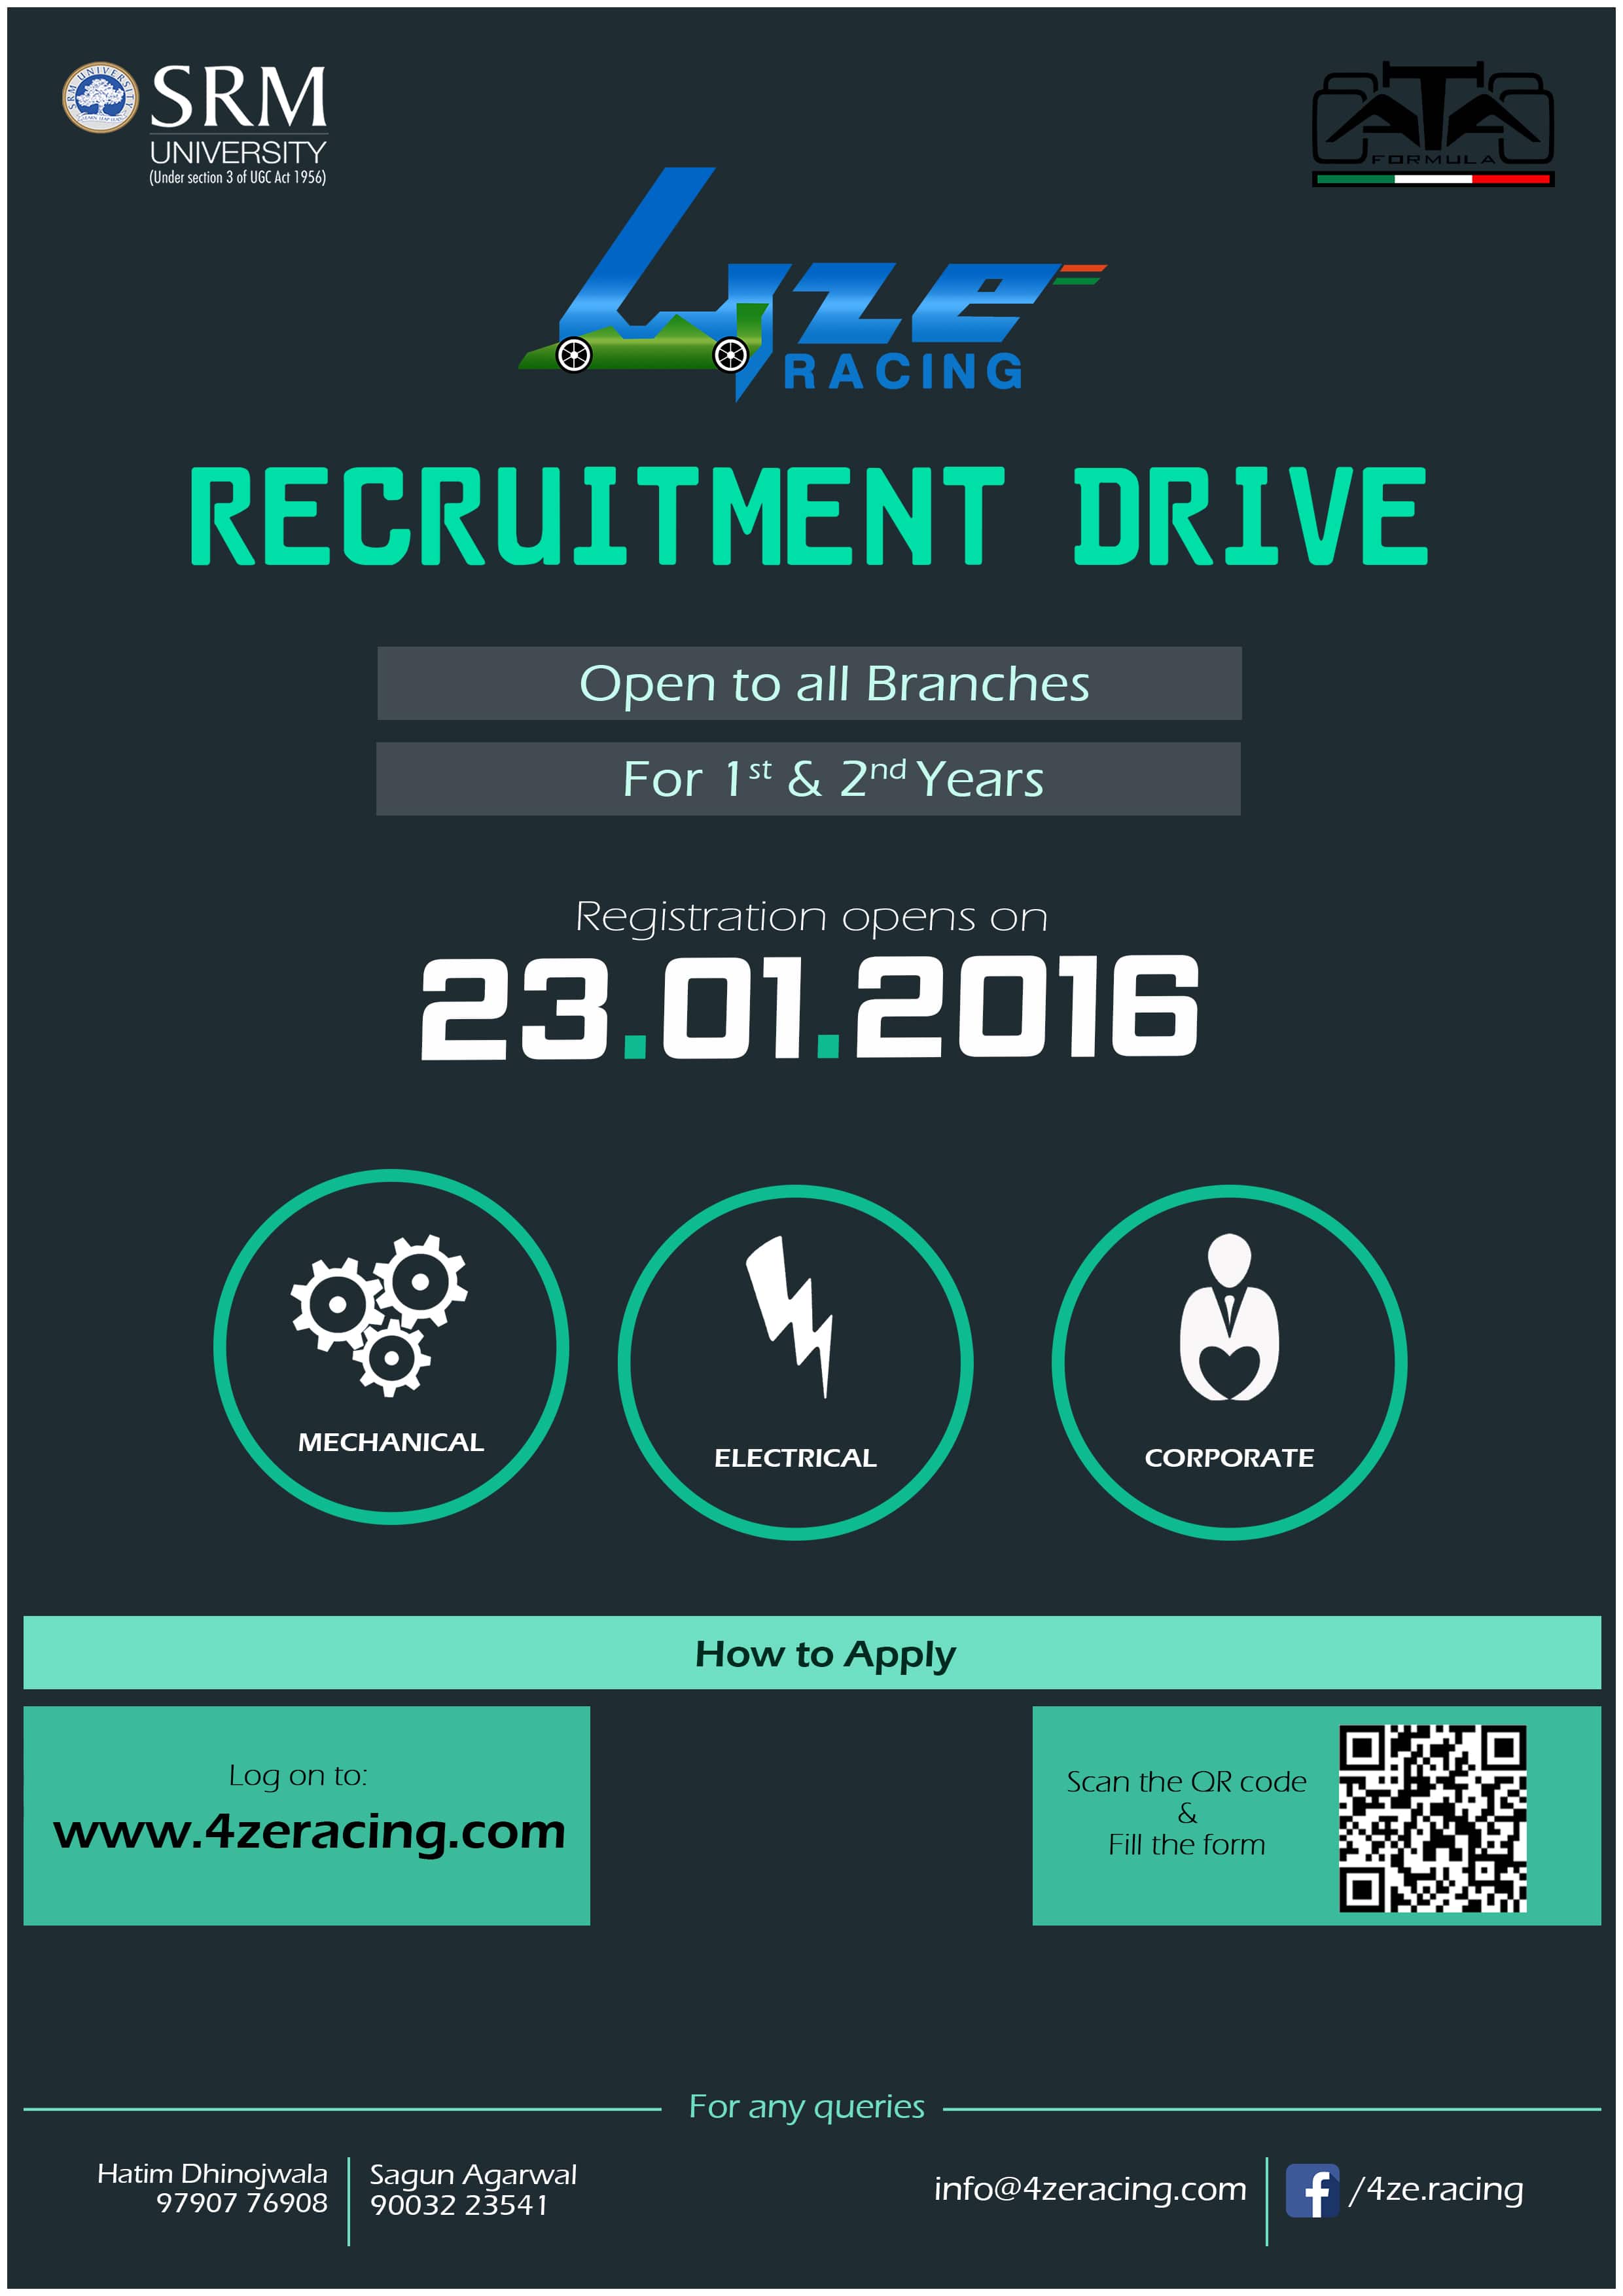 SRM
UNIVERSITY
(Under section 3 of UGC Act 1956)
ATA
FORMULA
4ze
RACING
RECRUITMENT DRIVE
Open to all Branches
For 1st & 2nd Years
Registration opens on
23.01.2016
MECHANICAL
ELECTRICAL
CORPORATE
How to Apply
Log on to:
www.4zeracing.com
Scan the QR code
&
Fill the form
For any queries
Hatim Dhinojwala
97907 76908
Sagun Agarwal
90032 23541
info@4zeracing.com
/4ze.racing